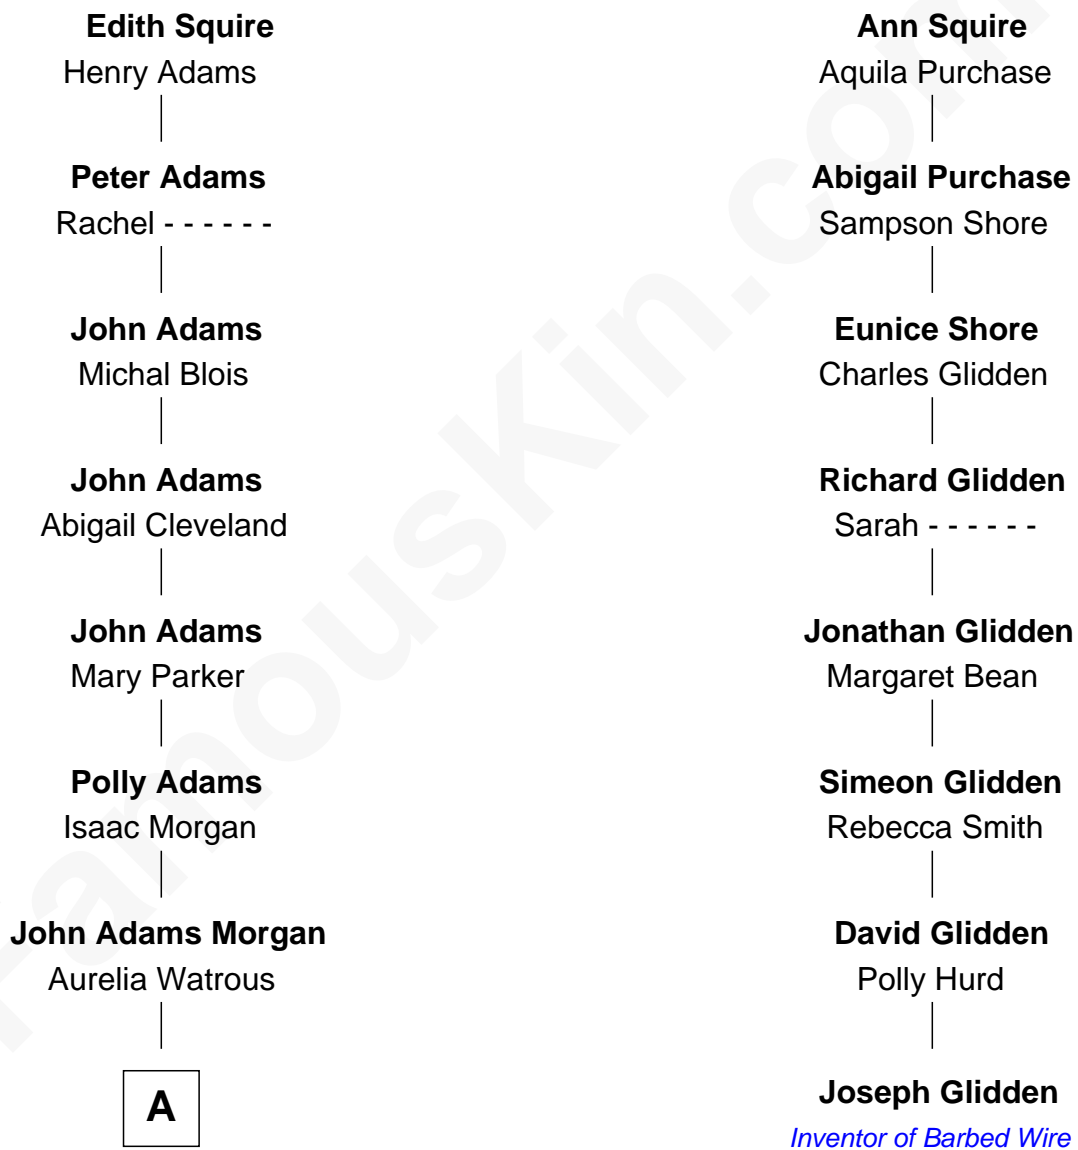 Edith Squire
Henry Adams
Peter Adams
Rachel - - - - - -
John Adams
Michal Blois
John Adams
Abigail Cleveland
John Adams
Mary Parker
Polly Adams
Isaac Morgan
John Adams Morgan
Aurelia Watrous
A
Ann Squire
Aquila Purchase
Abigail Purchase
Sampson Shore
Eunice Shore
Charles Glidden
Richard Glidden
Sarah - - - - - -
Jonathan Glidden
Margaret Bean
Simeon Glidden
Rebecca Smith
David Glidden
Polly Hurd
Joseph Glidden
Inventor of Barbed Wire
FamousKin.com